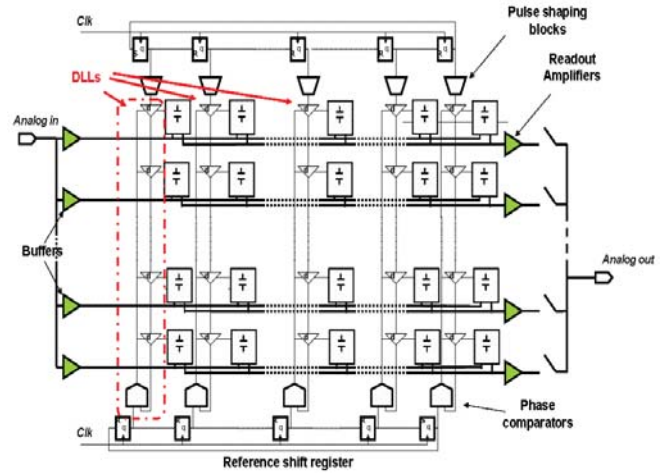 Clk
Pulse shaping
blocks
Readout
Amplifiers
DLLs
Analog in
Buffers
Analog out
Phase
comparators
Clk
Reference shift register